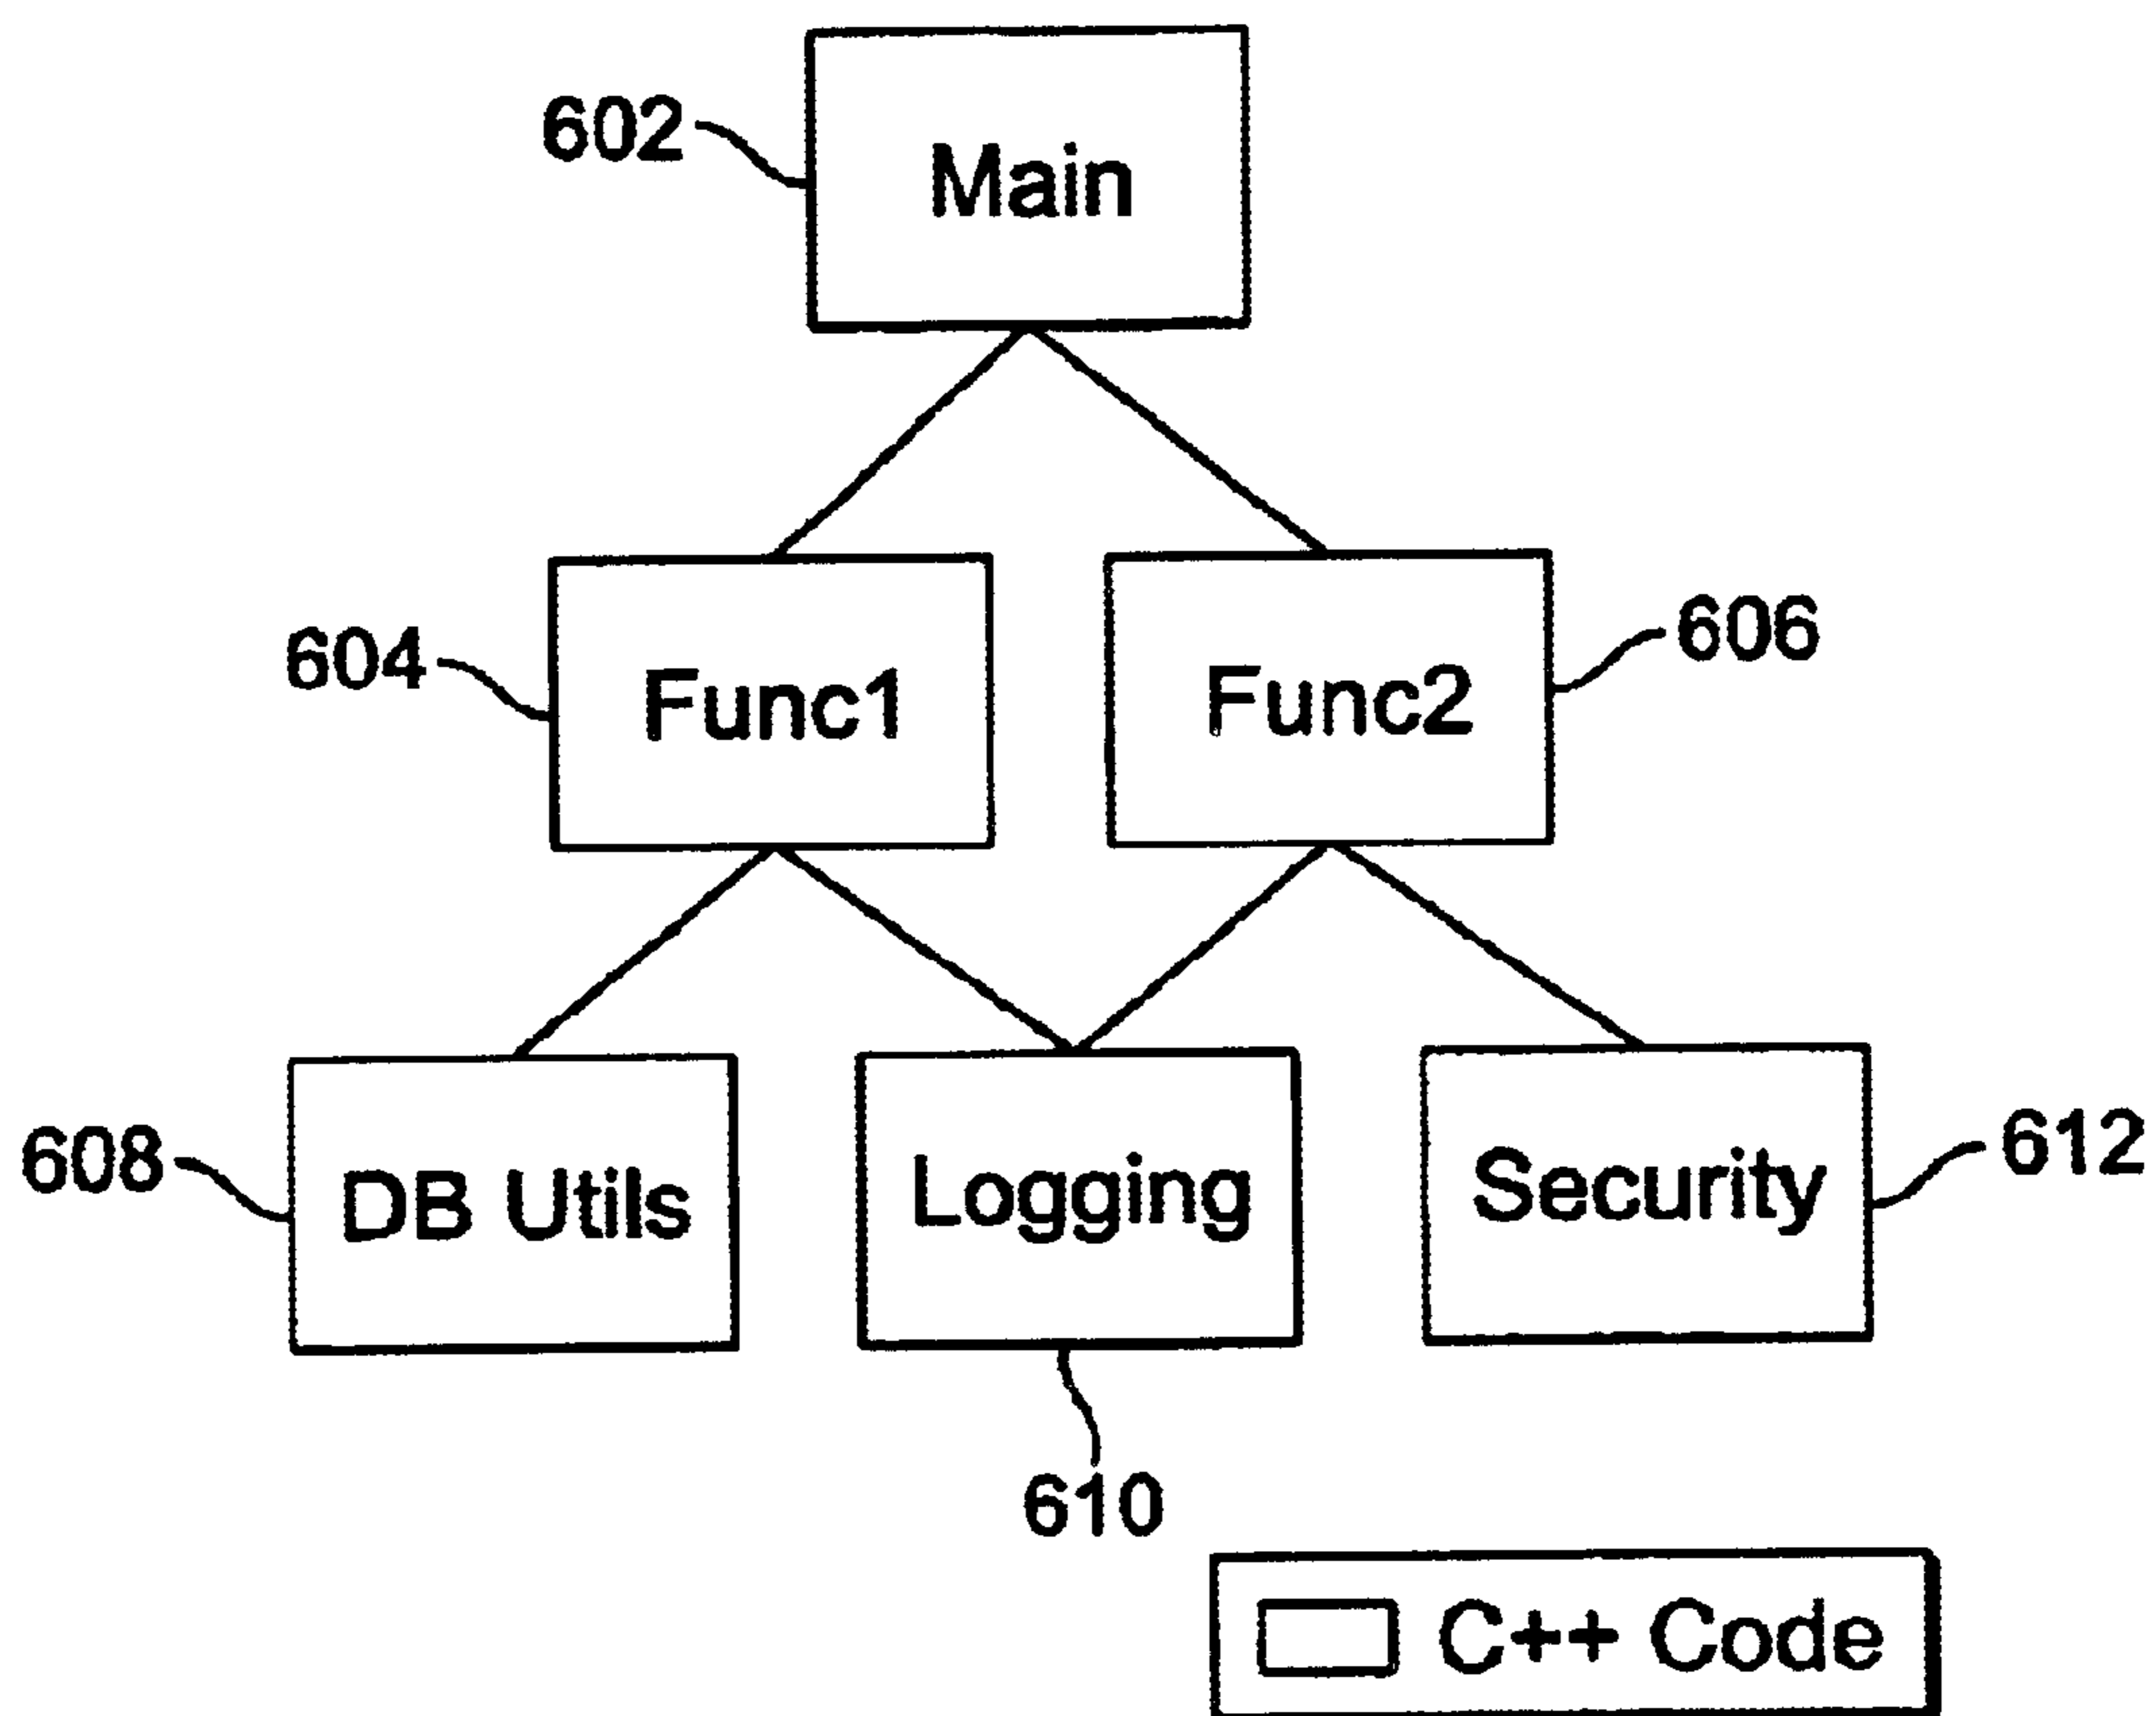 602
Main
604
Func1
Func2
606
608
DB Utils
Logging
Security
612
610
C++ Code